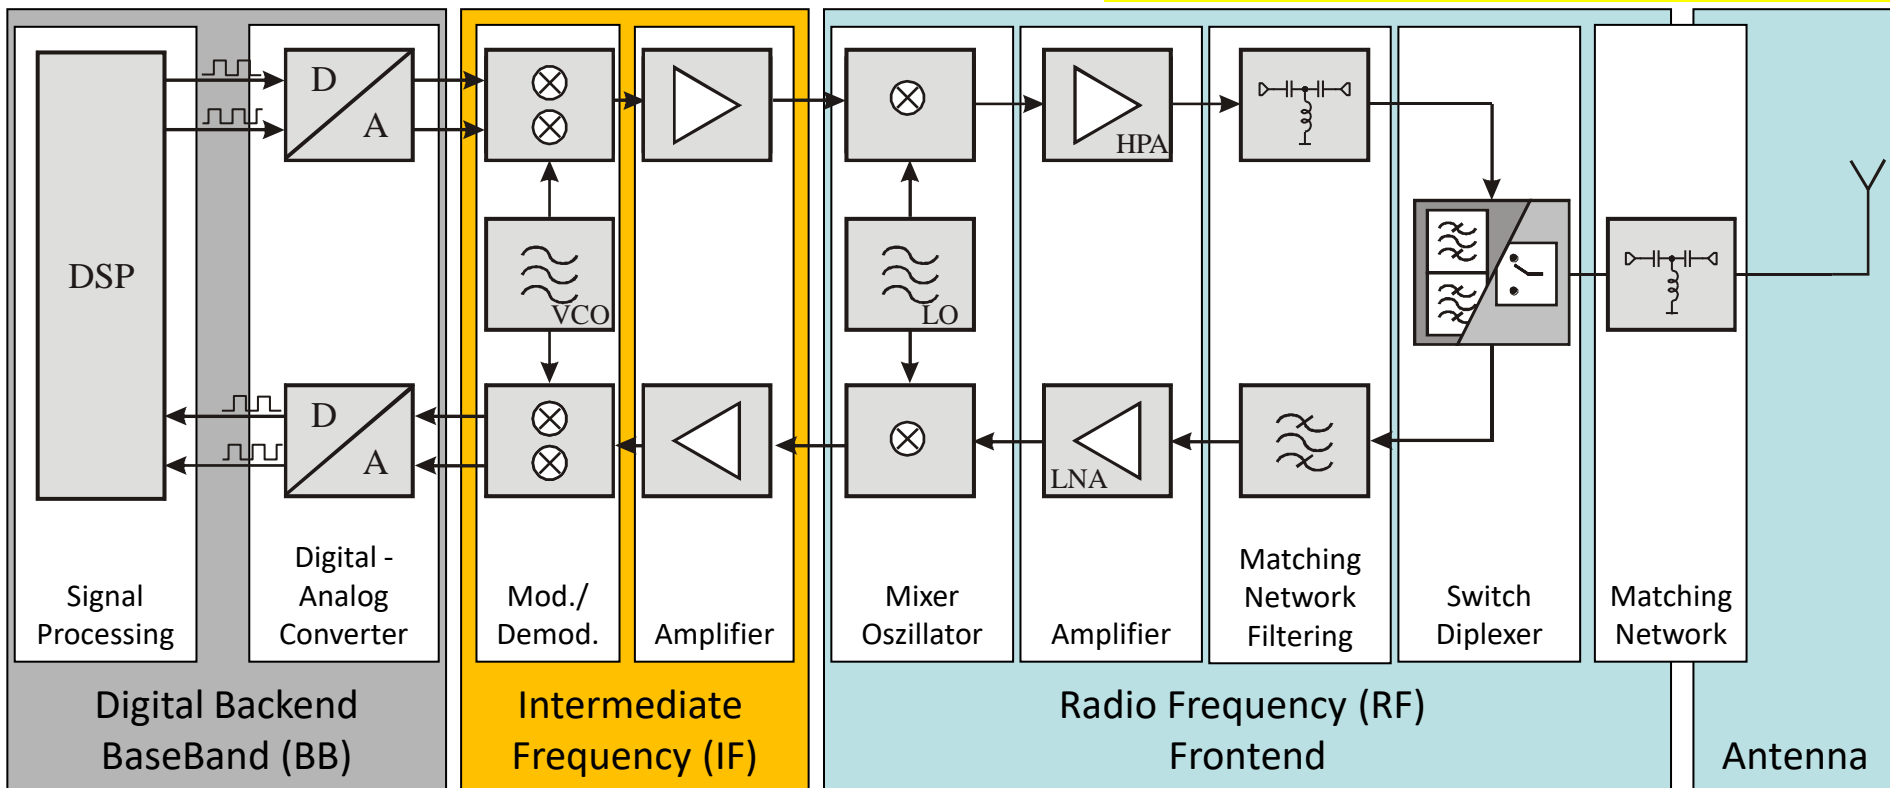 D
A
HPA
DSP
VCO
LO
D
A
LNA
Signal
Processing
Digital -
Analog
Converter
Mod./
Demod.
Amplifier
Mixer
Oszillator
Amplifier
Matching
Network
Filtering
Switch
Diplexer
Matching
Network
Digital Backend
BaseBand (BB)
Intermediate
Frequency (IF)
Radio Frequency (RF)
Frontend
Antenna